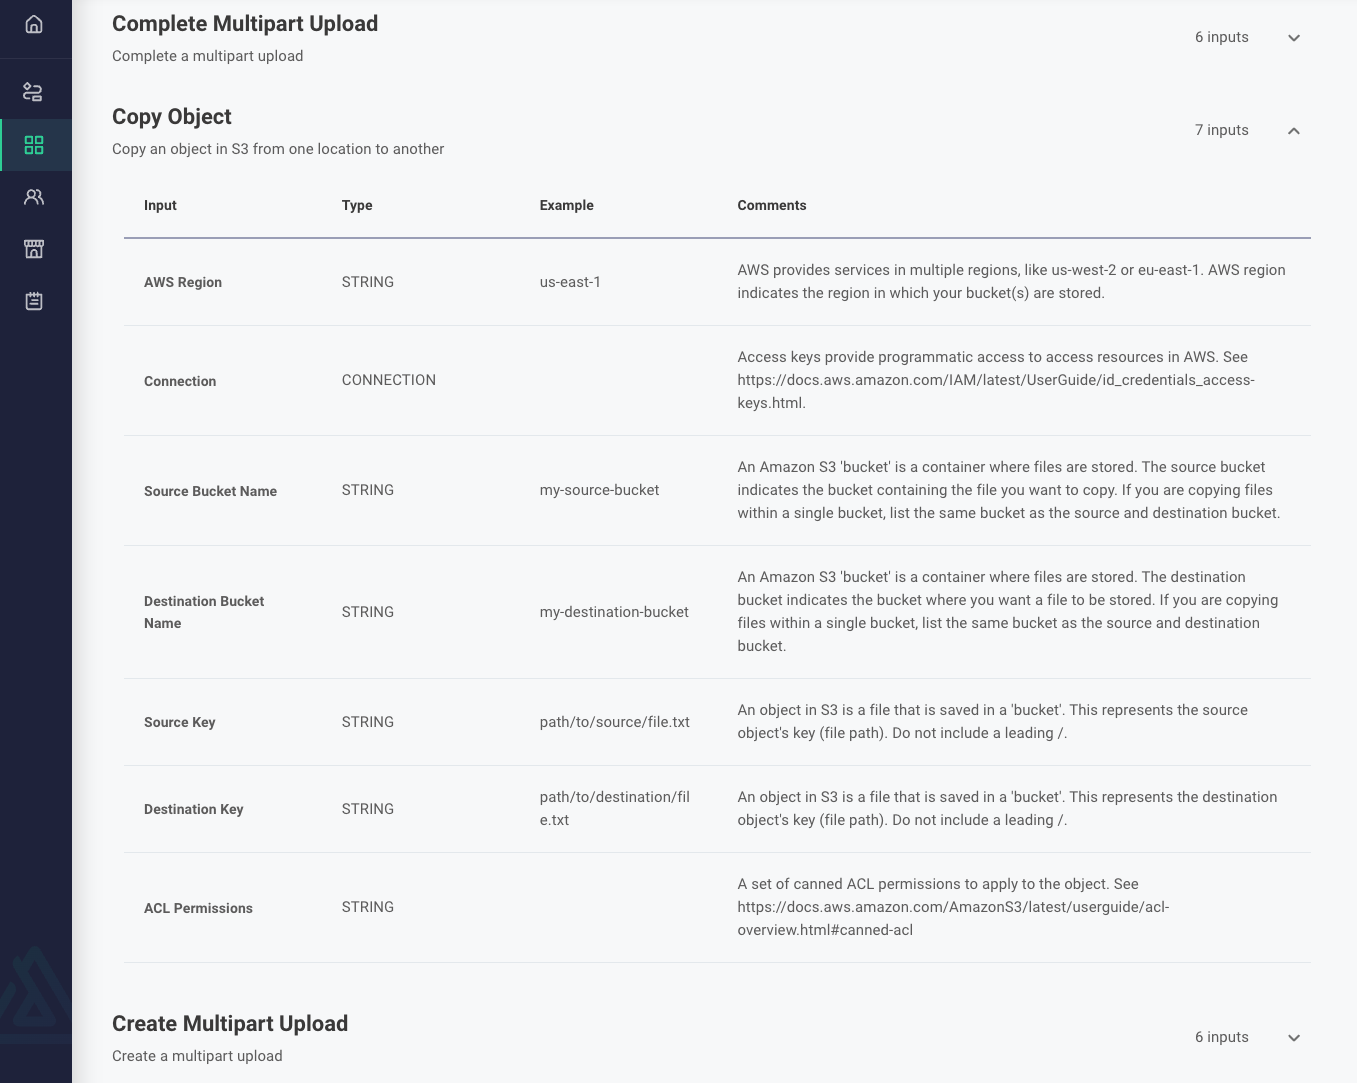 Complete Multipart Upload
Complete a multipart upload
6 inputs
Copy Object
Copy an object in S3 from one location to another
7 inputs
Input Type Example Comments
AWS Region STRING us-east-1 AWS provides services in multiple regions, like us-west-2 or eu-east-1. AWS region
indicates the region in which your bucket(s) are stored.
Connection CONNECTION Access keys provide programmatic access to access resources in AWS. See
https://docs.aws.amazon.com/IAM/latest/UserGuide/id_credentials_access-
keys.html.
Source Bucket Name STRING my-source-bucket An Amazon S3 'bucket' is a container where files are stored. The source bucket
indicates the bucket containing the file you want to copy. If you are copying files
within a single bucket, list the same bucket as the source and destination bucket.
Destination Bucket
Name
STRING my-destination-bucket An Amazon S3 'bucket' is a container where files are stored. The destination
bucket indicates the bucket where you want a file to be stored. If you are copying
files within a single bucket, list the same bucket as the source and destination
bucket.
Source Key STRING path/to/source/file.txt An object in S3 is a file that is saved in a 'bucket'. This represents the source
object's key (file path). Do not include a leading /.
Destination Key STRING path/to/destination/fil
e.txt
An object in S3 is a file that is saved in a 'bucket'. This represents the destination
object's key (file path). Do not include a leading /.
ACL Permissions STRING A set of canned ACL permissions to apply to the object. See
https://docs.aws.amazon.com/AmazonS3/latest/userguide/acl-
overview.html#canned-acl
Create Multipart Upload
Create a multipart upload
6 inputs